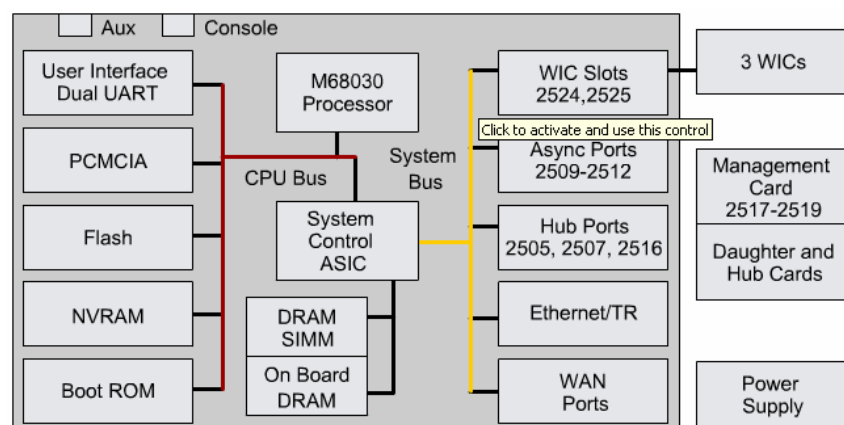 Aux
Console
User Interface
Dual UART
PCMCIA
Flash
NVRAM
Boot ROM
M68030
Processor
CPU Bus
System
Control
ASIC
DRAM
SIMM
On Board
DRAM
System
Bus
WIC Slots
2524,2525
Click to activate and use this control
Async Ports
2509-2512
Hub Ports
2505, 2507, 2516
Ethernet/TR
WAN
Ports
3 WICs
Management
Card
2517-2519
Daughter and
Hub Cards
Power
Supply